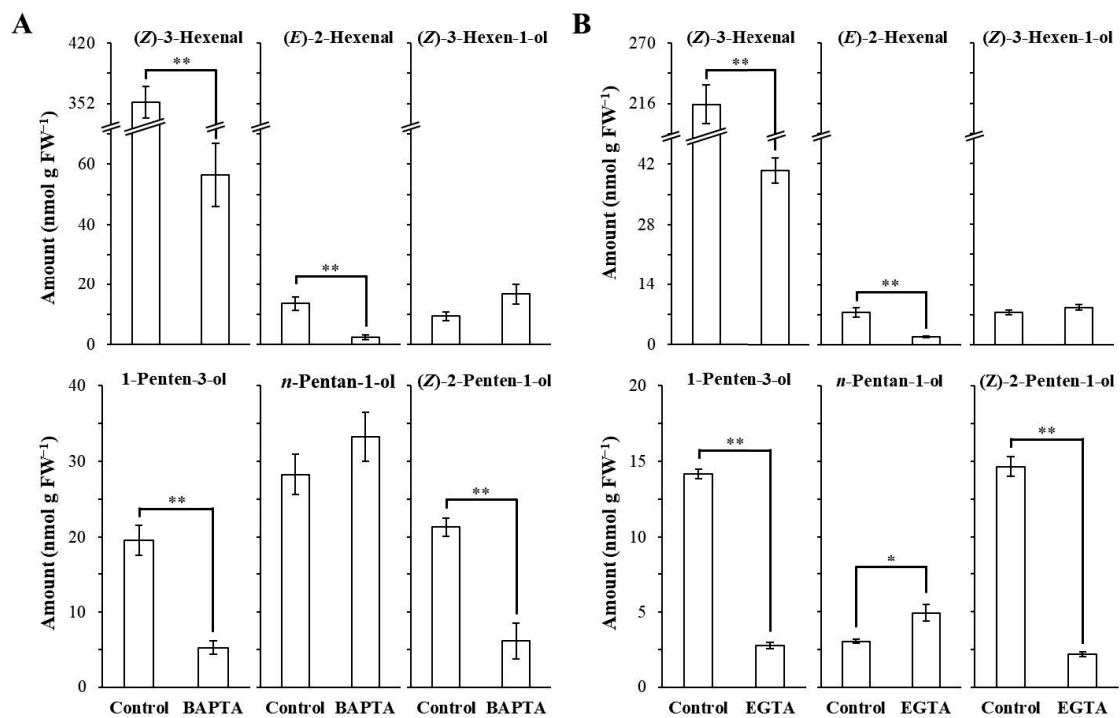 A
B
(Z)-3-Hexenal (E)-2-Hexenal (Z)-3-Hexen-1-ol
(Z)-3-Hexenal (E)-2-Hexenal (Z)-3-Hexen-1-ol
Amount (nmol g FW⁻¹)
420
352
60
40
20
0
**
**
Amount (nmol g FW⁻¹)
270
216
42
28
14
0
**
**
1-Penten-3-ol n-Pentan-1-ol (Z)-2-Penten-1-ol
1-Penten-3-ol n-Pentan-1-ol (Z)-2-Penten-1-ol
Amount (nmol g FW⁻¹)
40
30
20
10
0
**
**
Control BAPTA Control BAPTA Control BAPTA
Amount (nmol g FW⁻¹)
20
15
10
5
0
**
*
**
Control EGTA Control EGTA Control EGTA